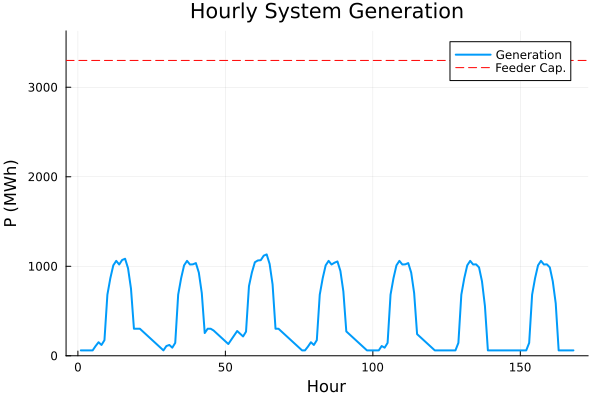 Hourly System Generation
Generation
Feeder Cap.
P (MWh)
3000
2000
1000
0
0 50 100 150
Hour